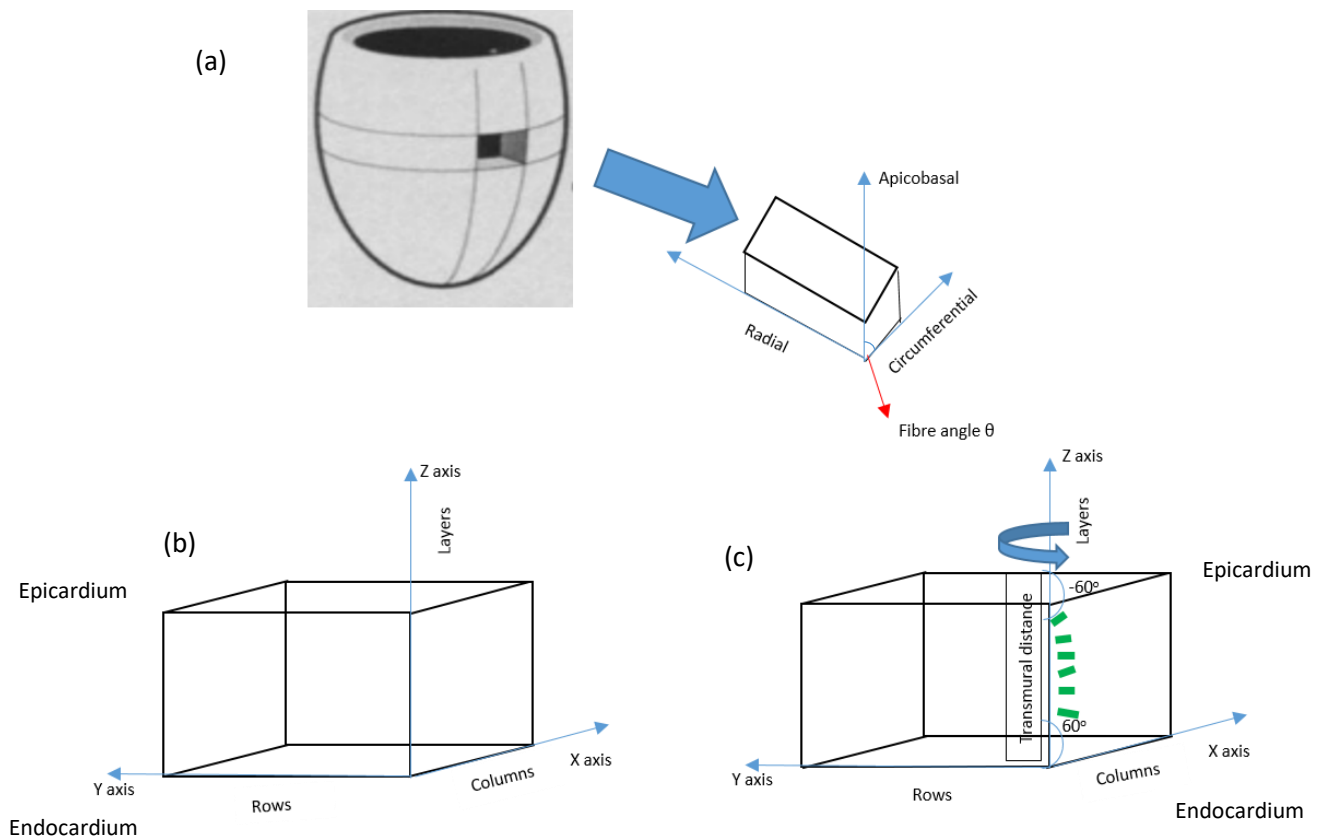 (a)
Apicobasal
Radial
Circumferential
Fibre angle θ
(b)
Z axis
Layers
Epicardium
Y axis
Rows
Columns
X axis
Endocardium
(c)
Z axis
Layers
Epicardium
-60°
Transmural distance
60°
Y axis
Rows
Columns
X axis
Endocardium